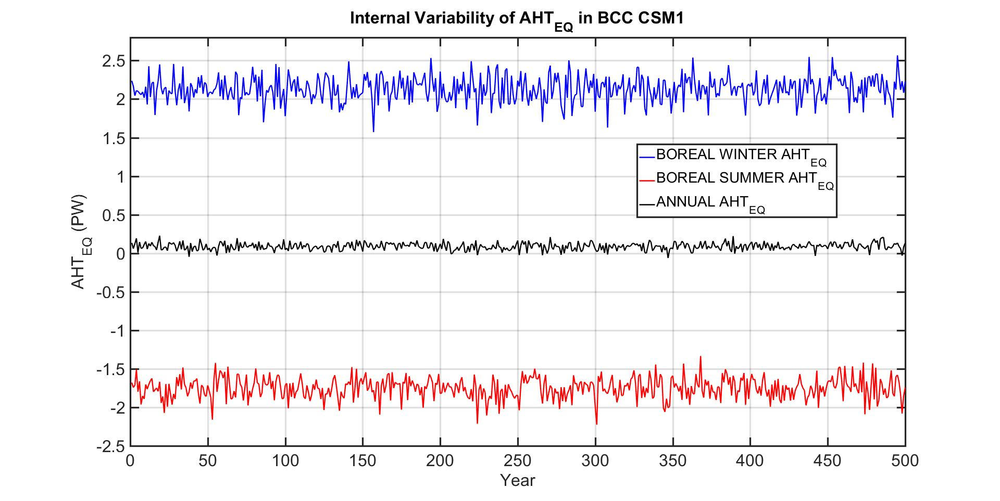 Internal Variability of AHT_EQ in BCC CSM1
2.5
2
1.5
1
0.5
0
-0.5
-1
-1.5
-2
-2.5
AHT_EQ (PW)
BOREAL WINTER AHT_EQ
BOREAL SUMMER AHT_EQ
ANNUAL AHT_EQ
0 50 100 150 200 250 300 350 400 450 500
Year